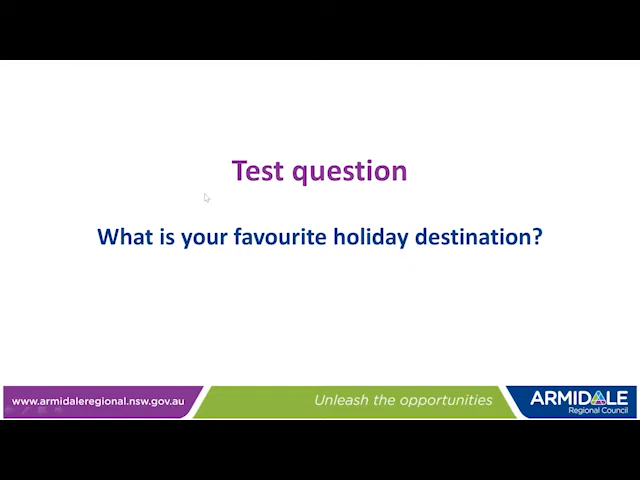 Test question
What is your favourite holiday destination?
www.armidaleregional.nsw.gov.au
Unleash the opportunities
ARMIDALE
Regional Council